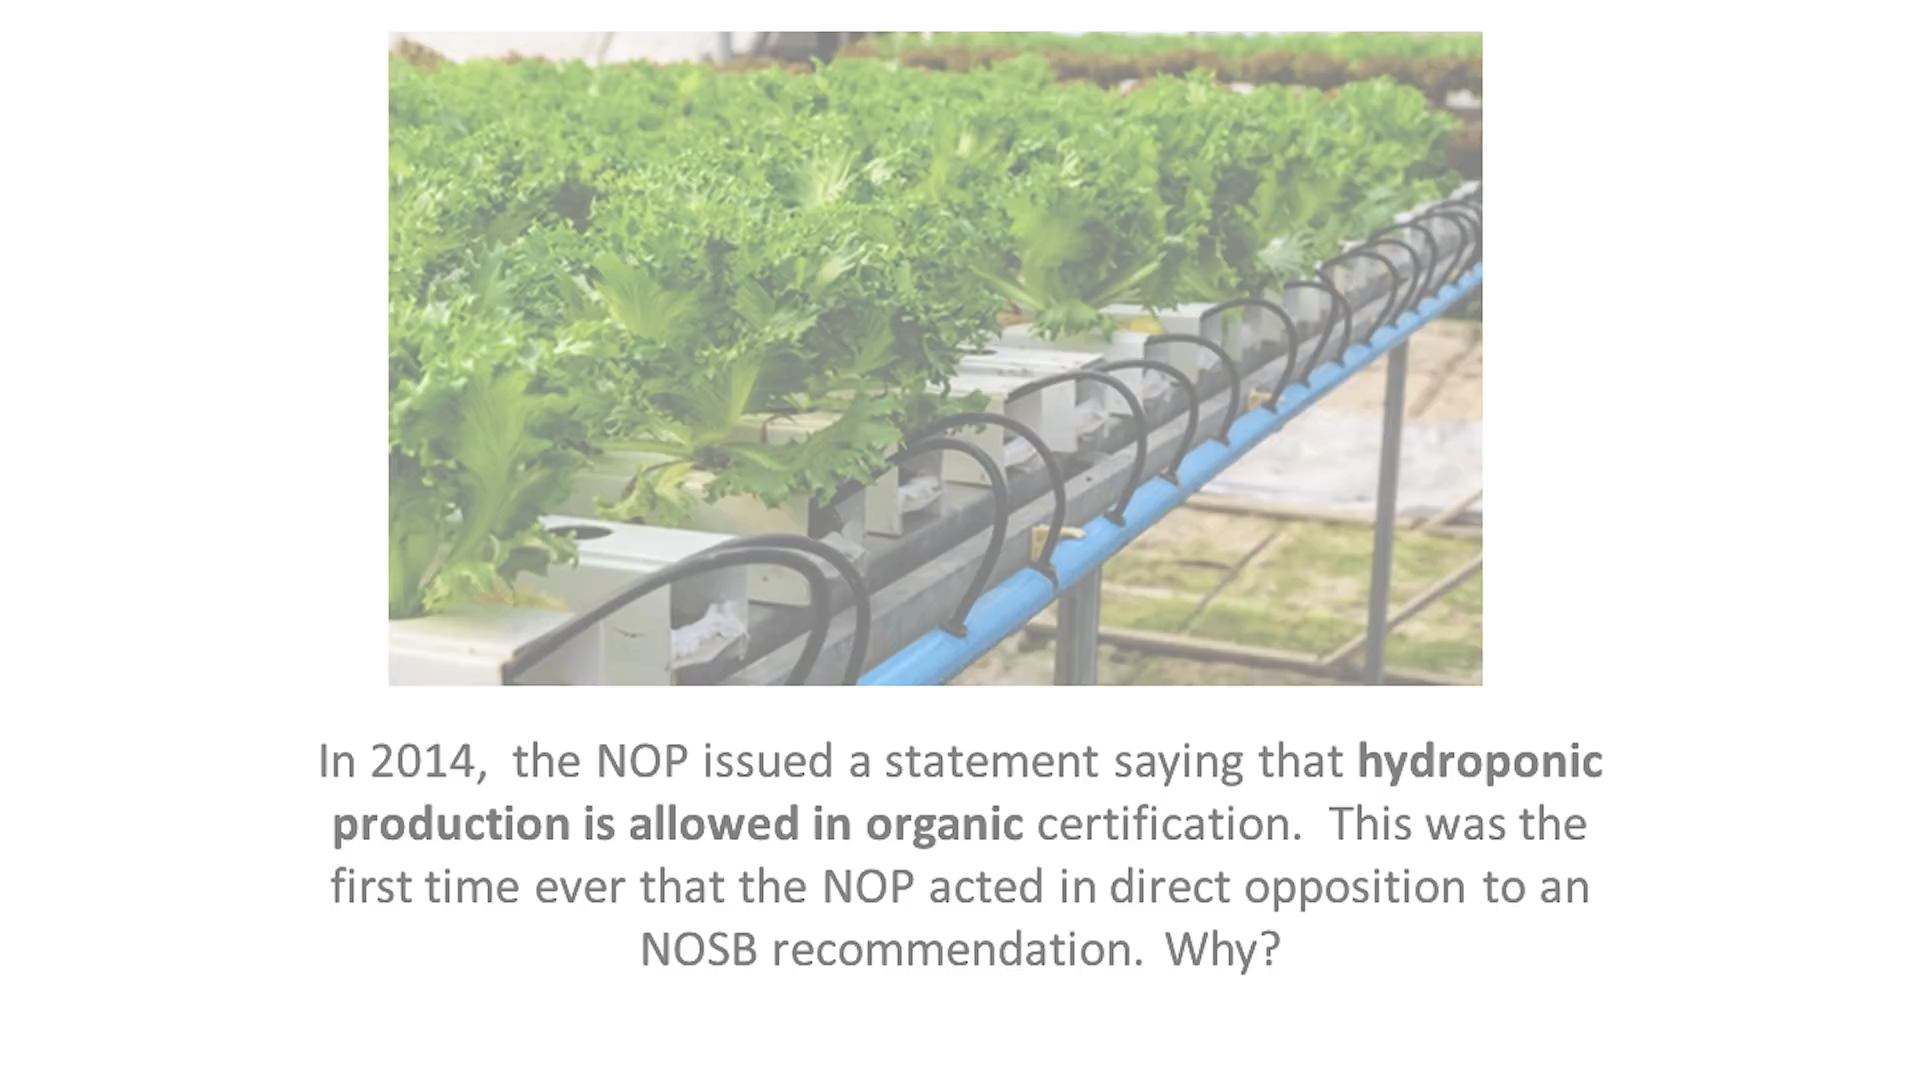 In 2014,  the NOP issued a statement saying that hydroponic
production is allowed in organic certification.  This was the
first time ever that the NOP acted in direct opposition to an
NOSB recommendation.  Why?